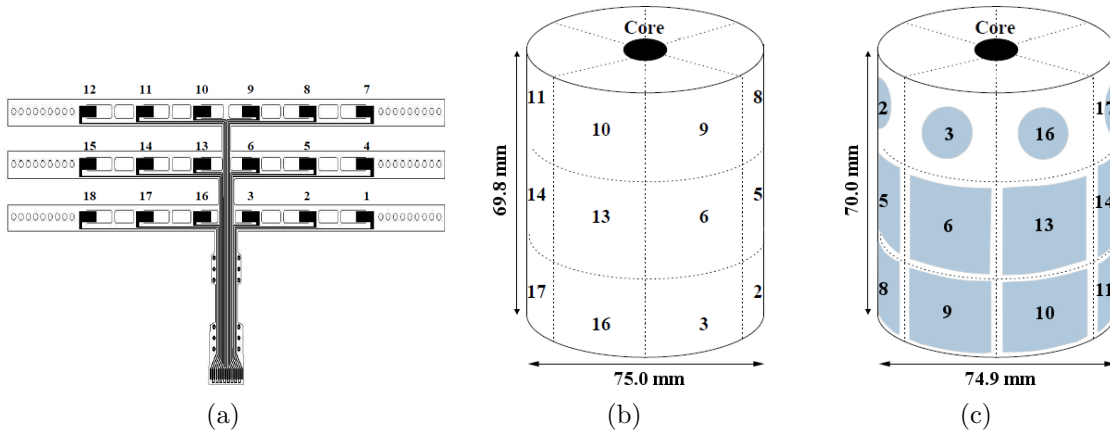 12 11 10 9 8 7
15 14 13 6 5 4
18 17 16 3 2 1
(a)
Core
69.8 mm
11 8
10 9
14 5
13 6
17 2
16 3
75.0 mm
(b)
Core
70.0 mm
2 17
3 16
5 14
6 13
8 11
9 10
74.9 mm
(c)